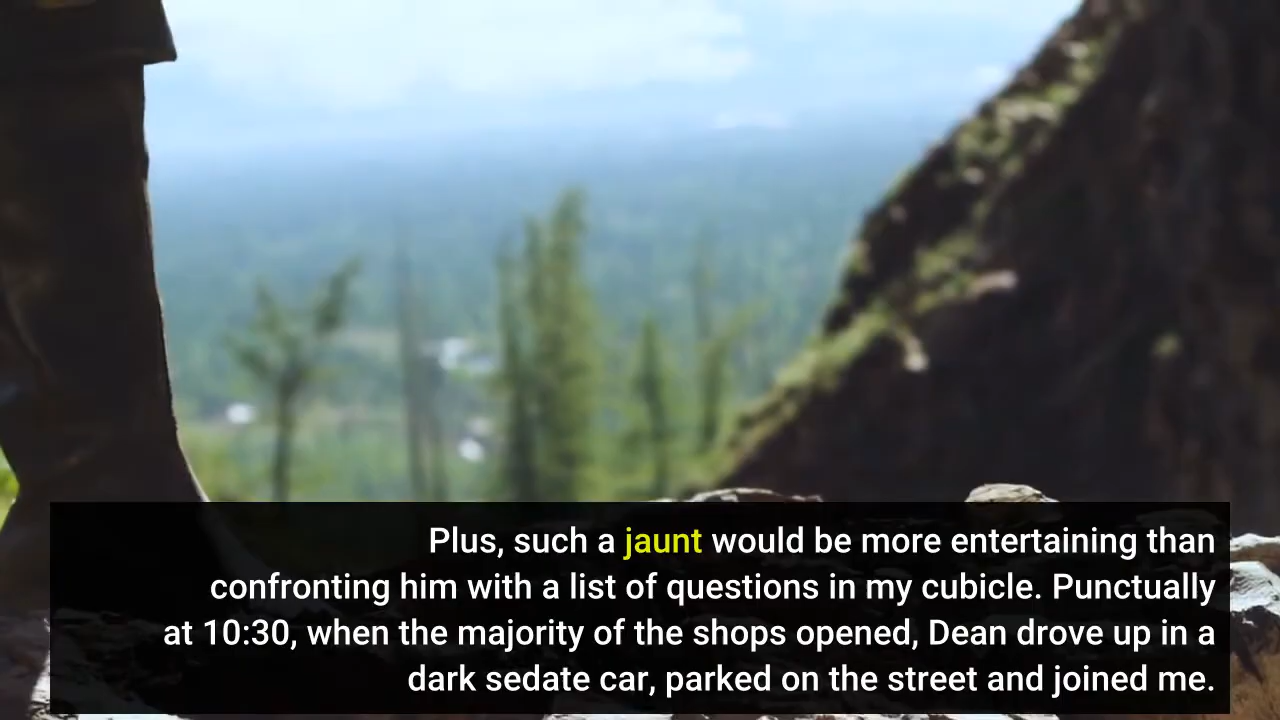 Plus, such a jaunt would be more entertaining than
confronting him with a list of questions in my cubicle. Punctually
at 10:30, when the majority of the shops opened, Dean drove up in a
dark sedate car, parked on the street and joined me.